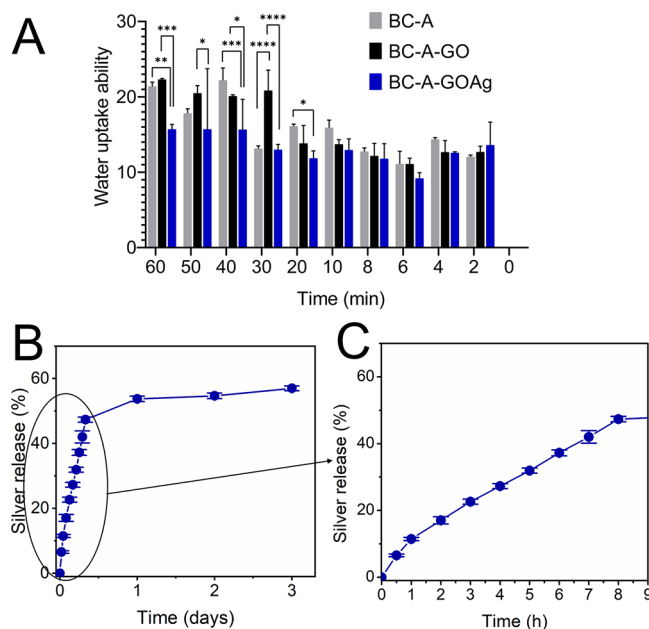 A
BC-A
BC-A-GO
BC-A-GOAg
Water uptake ability
30
20
10
0
** *** * *** * **** **** *
60 50 40 30 20 10 8 6 4 2 0
Time (min)
B
Silver release (%)
60
40
20
0
0 1 2 3
Time (days)
C
Silver release (%)
60
40
20
0
0 1 2 3 4 5 6 7 8 9
Time (h)